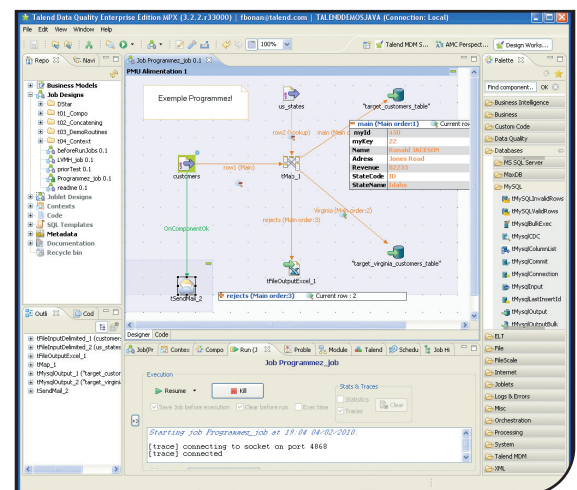 Talend Data Quality Enterprise Edition MPX (3.2.2.r33000) | fbonan@talend.com | TALENDDEMOSJAVA (Connection: Local)
File Edit View Window Help
100%
Talend MDM S... AMC Perspect... Design Works...
Repo Navi
Business Models
Job Designs
DStar
t01_Compo
t02_Concatening
t03_DemoRoutines
t04_Context
beforeRunJobs 0.1
LVMH_job 0.1
priorTest 0.1
Programmez_job 0.1
readme 0.1
Joblet Designs
Contexts
Code
SQL Templates
Metadata
Documentation
Recycle bin
Job Programmez_job 0.1
PMU Alimentation 1
Exemple Programmez!
us_states
"target_customers_table"
row2 (Lookup)
main (Main order:1) Current row
myId 450
myKey 22
Name Ronald JACKSON
Adress Jones Road
Revenue 82233
StateCode ID
StateName Idaho
customers
row1 (Main)
tMap_1
Virginia (Main order:2)
rejects (Main order:3)
OnComponentOk
"target_virginia_customers_table"
tFileOutputExcel_1
tSendMail_2
rejects (Main order:3) Current row : 2
Designer Code
Palette
Find component... OK
Business Intelligence
Business
Custom Code
Data Quality
Databases
MS SQL Server
MaxDB
MySQL
tMysqlInvalidRows
tMySQLValidRows
tMysqlBulkExec
tMysqlCDC
tMysqlColumnList
tMysqlCommit
tMysqlConnection
tMysqlInput
tMysqlLastInsertId
tMysqlOutput
tMysqlOutputBulk
ELT
File
FileScale
Internet
Joblets
Logs & Errors
Misc
Orchestration
Processing
System
Talend MDM
XML
Outli Cod
tFileInputDelimited_1 (customer:
tFileInputDelimited_2 (us_states
tFileOutputExcel_1
tMap_1
tMysqlOutput_1 ("target_custor
tMysqlOutput_2 ("target_virgini
tSendMail_2
Job(Pr Contex Compo Run (J Proble Module Talend Schedu Job Hi
Job Programmez_job
Execution
Resume Kill
Save Job before execution Clear before run Exec time
Stats & Traces
Statistics
Traces
Clear
Starting job Programmez_job at 19:04 04/02/2010.
[trace] connecting to socket on port 4868
[trace] connected